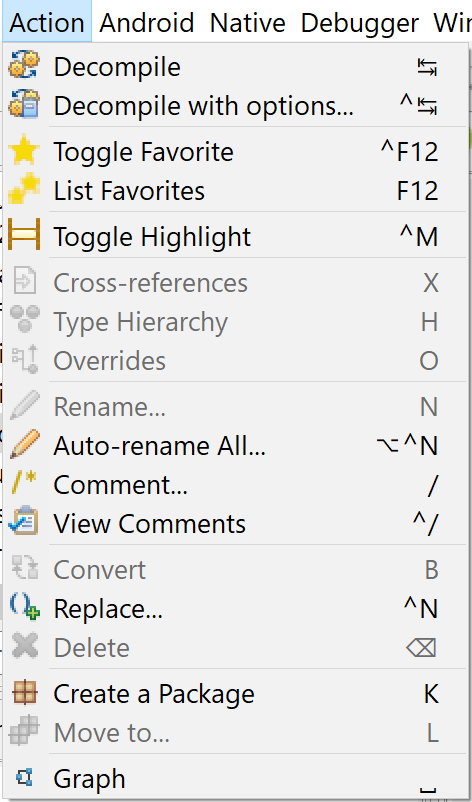 Action Android Native Debugger Wir
Decompile ↹
Decompile with options... ^↹
Toggle Favorite ^F12
List Favorites F12
Toggle Highlight ^M
Cross-references X
Type Hierarchy H
Overrides O
Rename... N
Auto-rename All... ⌥^N
Comment... /
View Comments ^/
Convert B
Replace... ^N
Delete ⌫
Create a Package K
Move to... L
Graph ␣